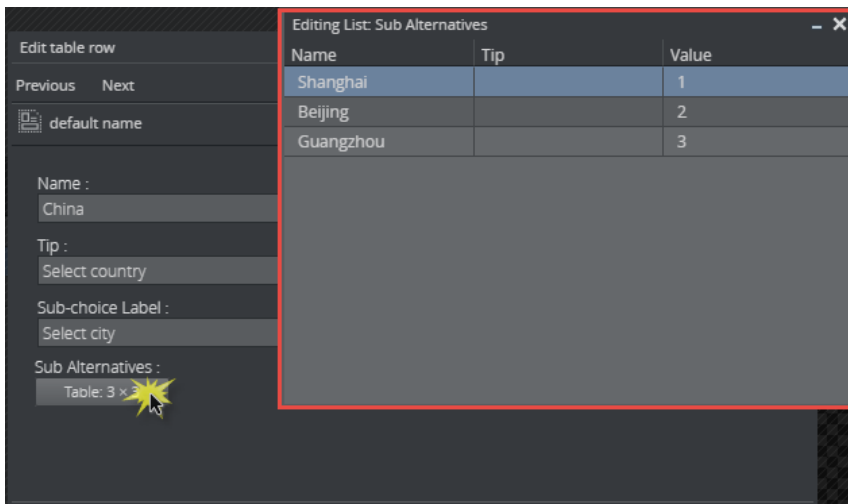 Edit table row
Previous Next
default name
Name :
China
Tip :
Select country
Sub-choice Label :
Select city
Sub Alternatives :
Table: 3 ×
Editing List: Sub Alternatives
Name Tip Value
Shanghai 1
Beijing 2
Guangzhou 3